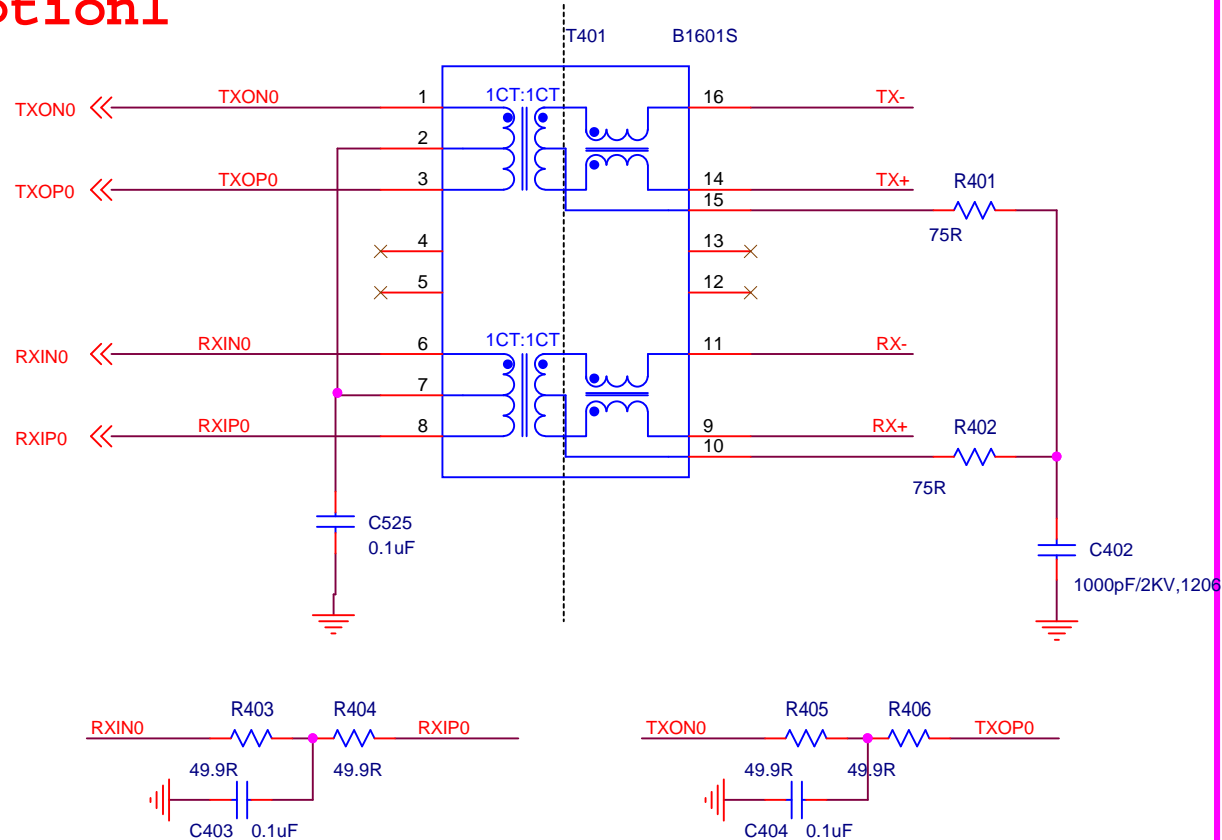 otion1
T401 B1601S
TXON0 TXON0 1 1CT:1CT 16 TX-
2
TXOP0 TXOP0 3 14 TX+ R401
15
75R
4 13
5 12
RXIN0 RXIN0 6 1CT:1CT 11 RX-
7
RXIP0 RXIP0 8 9 RX+ R402
10
75R
C525
0.1uF
C402
1000pF/2KV,1206
RXIN0 R403 R404 RXIP0
49.9R 49.9R
C403 0.1uF
TXON0 R405 R406 TXOP0
49.9R 49.9R
C404 0.1uF